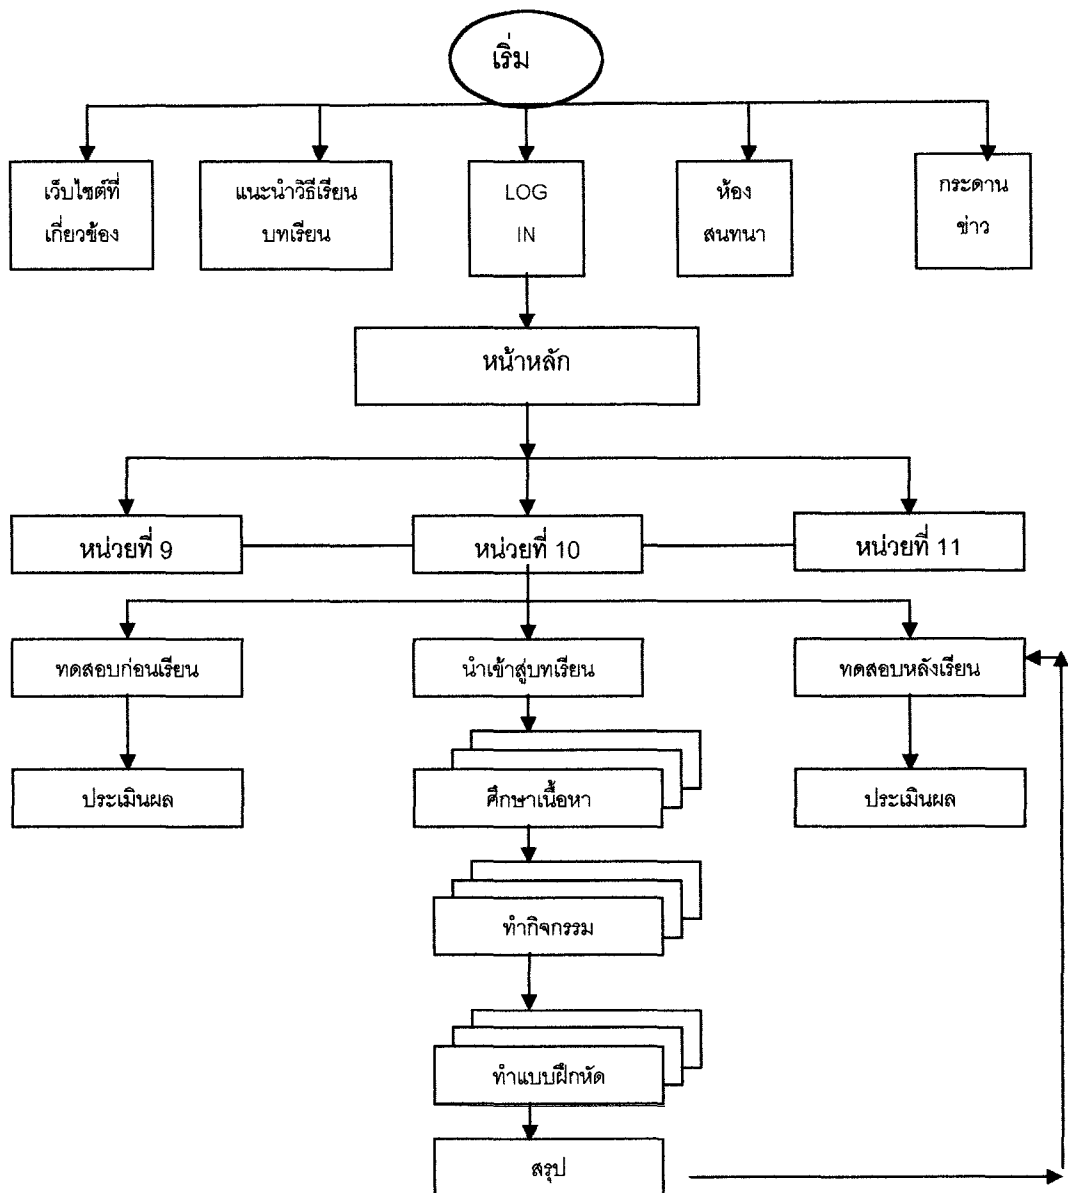 เริ่ม
เว็บไซต์ที่
เกี่ยวข้อง
แนะนำวิธีเรียน
บทเรียน
LOG
IN
ห้อง
สนทนา
กระดาน
ข่าว
หน้าหลัก
หน่วยที่ 9
หน่วยที่ 10
หน่วยที่ 11
ทดสอบก่อนเรียน
นำเข้าสู่บทเรียน
ทดสอบหลังเรียน
ประเมินผล
ศึกษาเนื้อหา
ประเมินผล
ทำกิจกรรม
ทำแบบฝึกหัด
สรุป